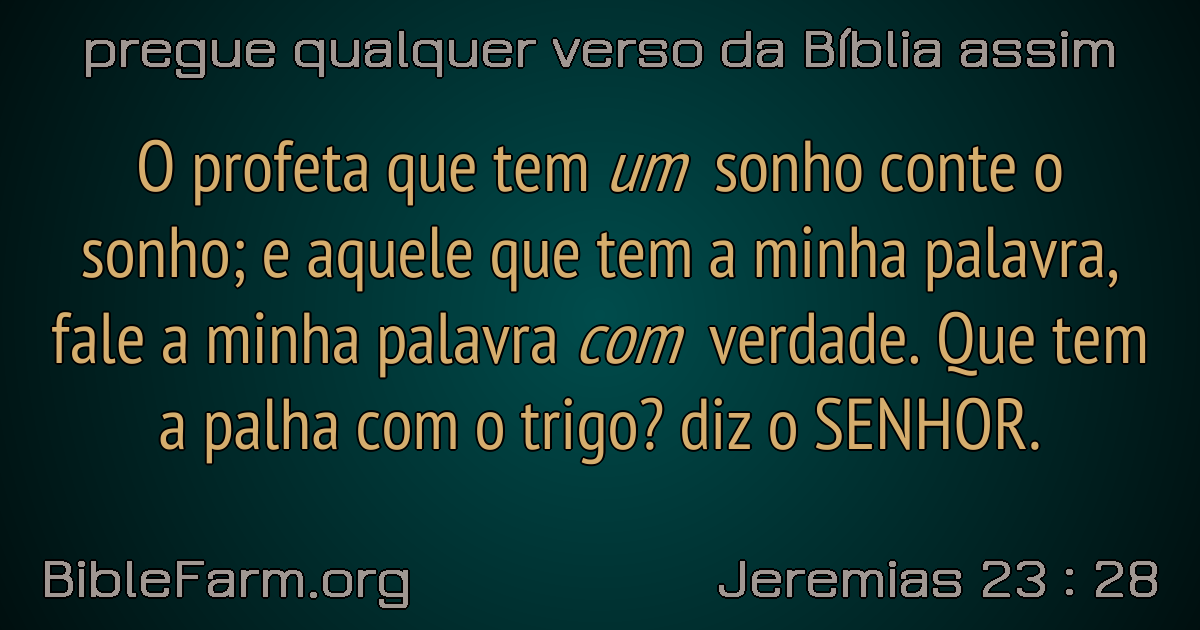 pregue qualquer verso da Bíblia assim
O profeta que tem um sonho conte o
sonho; e aquele que tem a minha palavra,
fale a minha palavra com verdade. Que tem
a palha com o trigo? diz o SENHOR.
BibleFarm.org
Jeremias 23 : 28